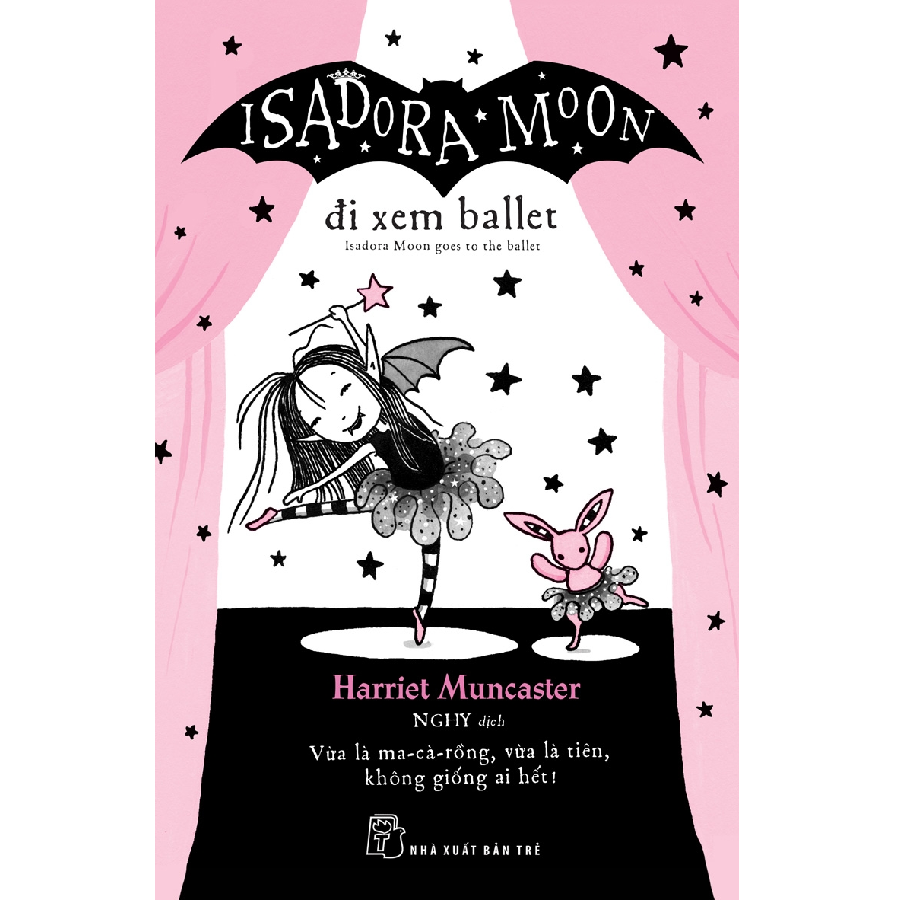 ISADORA MOON
đi xem ballet
Isadora Moon goes to the ballet
Harriet Muncaster
NGHY dịch
Vừa là ma-cà-rồng, vừa là tiên,
không giống ai hết!
NHÀ XUẤT BẢN TRẺ